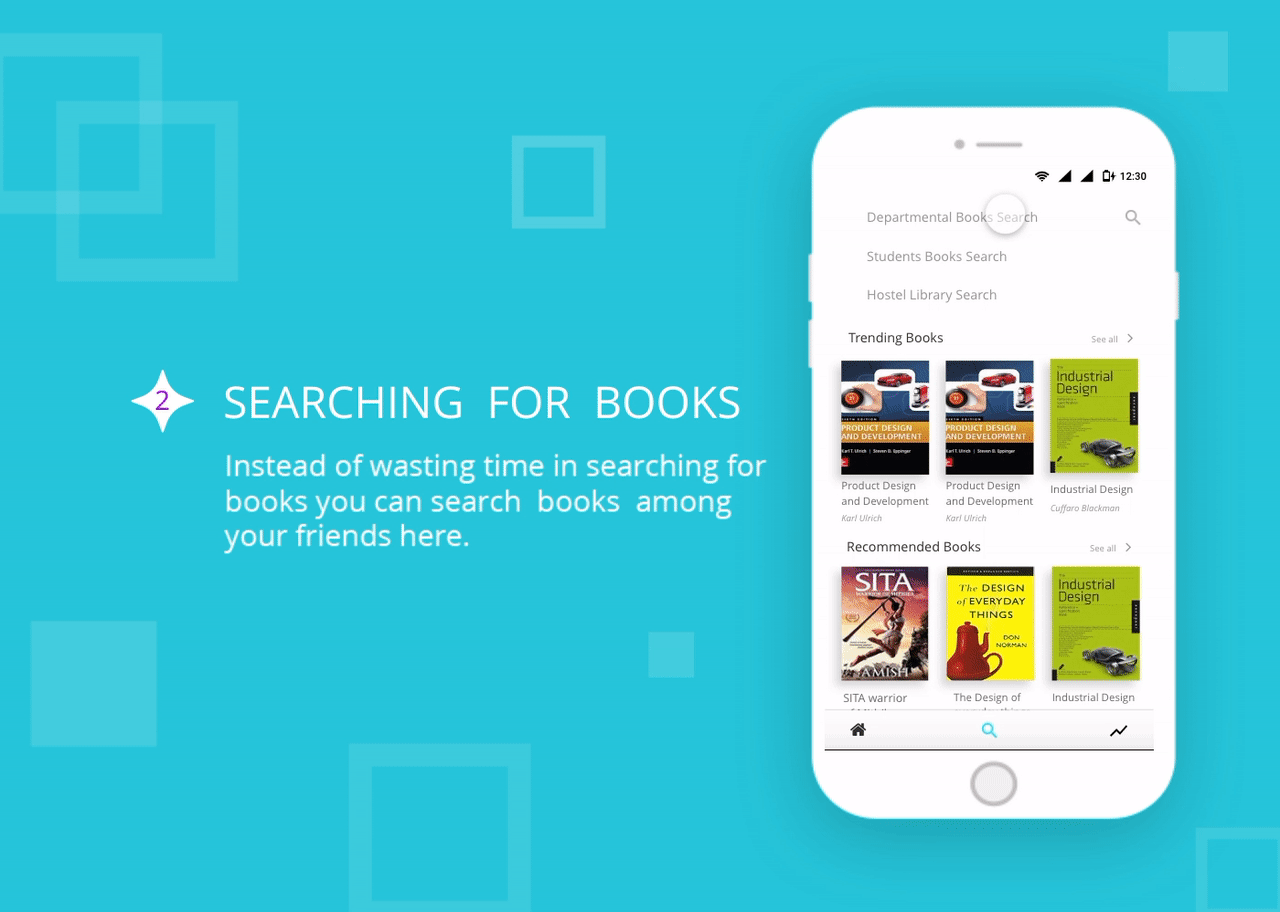 2
SEARCHING FOR BOOKS
Instead of wasting time in searching for
books you can search books among
your friends here.
12:30
Departmental Books Search
Students Books Search
Hostel Library Search
Trending Books
See all
PRODUCT DESIGN
AND DEVELOPMENT
Karl T. Ulrich | Steven D. Eppinger
PRODUCT DESIGN
AND DEVELOPMENT
Karl T. Ulrich | Steven D. Eppinger
Industrial
Design
Product Design
and Development
Karl Ulrich
Product Design
and Development
Karl Ulrich
Industrial Design
Cuffaro Blackman
Recommended Books
See all
SITA
WARRIOR OF MITHILA
AMISH
The DESIGN
of EVERYDAY
THINGS
DON
NORMAN
Industrial
Design
SITA warrior
The Design of
Industrial Design